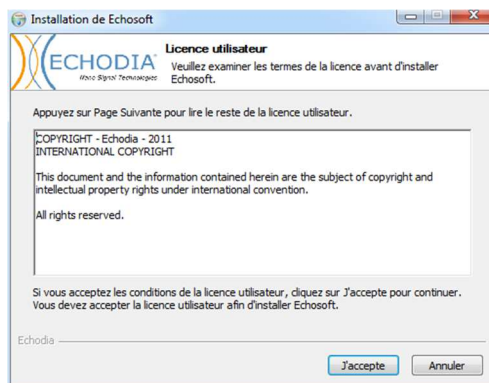 Installation de Echosoft
ECHODIA
Nano Signal Technologies
Licence utilisateur
Veuillez examiner les termes de la licence avant d'installer
Echosoft.
Appuyez sur Page Suivante pour lire le reste de la licence utilisateur.
COPYRIGHT - Echodia - 2011
INTERNATIONAL COPYRIGHT
This document and the information contained herein are the subject of copyright and
intellectual property rights under international convention.
All rights reserved.
Si vous acceptez les conditions de la licence utilisateur, cliquez sur J'accepte pour continuer.
Vous devez accepter la licence utilisateur afin d'installer Echosoft.
Echodia
J'accepte
Annuler